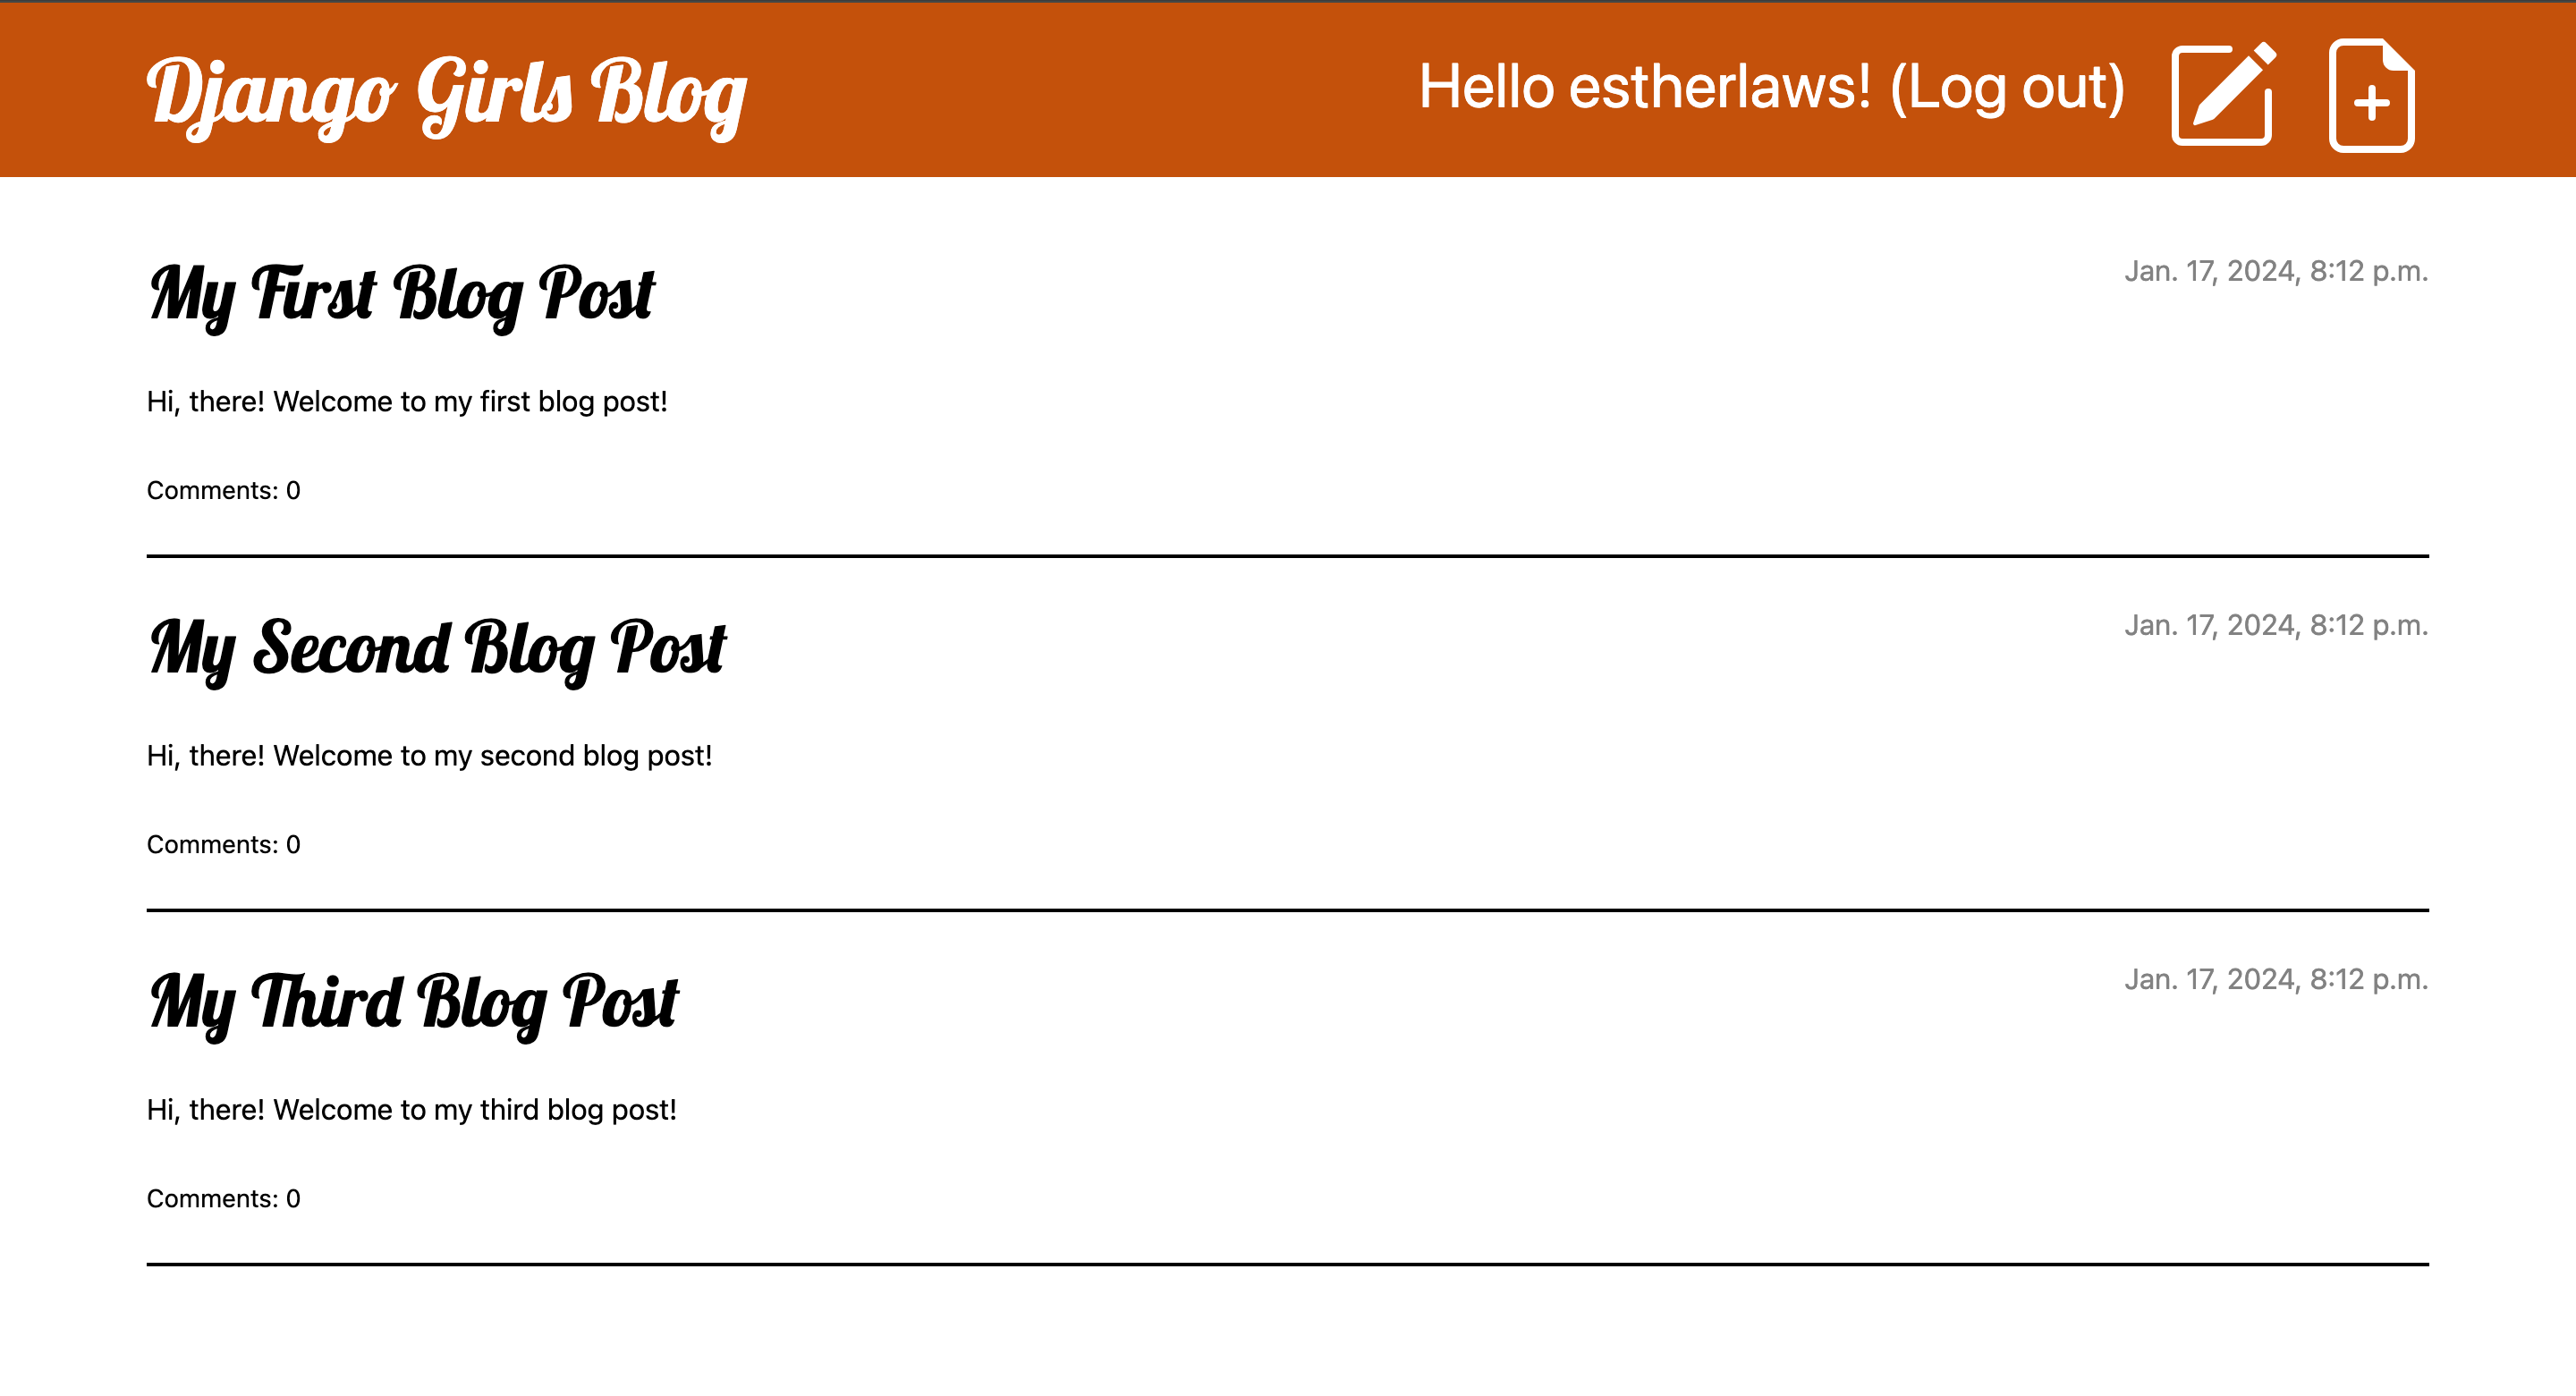 Django Girls Blog
Hello estherlaws! (Log out)
My First Blog Post
Jan. 17, 2024, 8:12 p.m.
Hi, there! Welcome to my first blog post!
Comments: 0
My Second Blog Post
Jan. 17, 2024, 8:12 p.m.
Hi, there! Welcome to my second blog post!
Comments: 0
My Third Blog Post
Jan. 17, 2024, 8:12 p.m.
Hi, there! Welcome to my third blog post!
Comments: 0